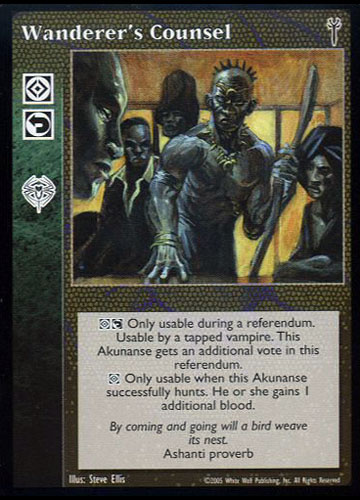 Wanderer's Counsel
Only usable during a referendum.
Usable by a tapped vampire. This
Akunanse gets an additional vote in this
referendum.
Only usable when this Akunanse
successfully hunts. He or she gains 1
additional blood.
By coming and going will a bird weave
its nest.
Ashanti proverb
Illus: Steve Ellis
©2005 White Wolf Publishing, Inc. All Rights Reserved.